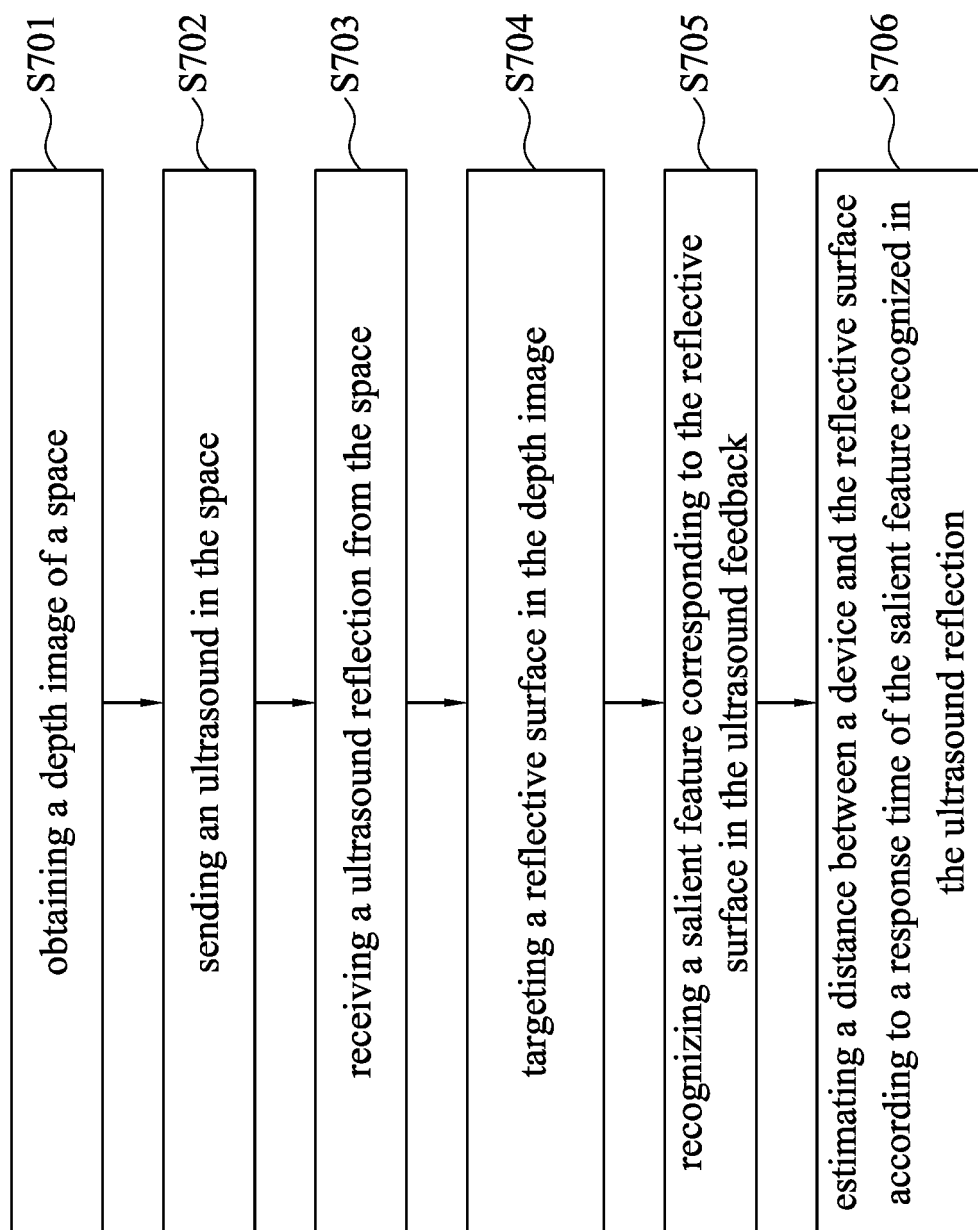 obtaining a depth image of a space
S701
sending an ultrasound in the space
S702
receiving a ultrasound reflection from the space
S703
targeting a reflective surface in the depth image
S704
recognizing a salient feature corresponding to the reflective
surface in the ultrasound feedback
S705
estimating a distance between a device and the reflective surface
according to a response time of the salient feature recognized in
the ultrasound reflection
S706